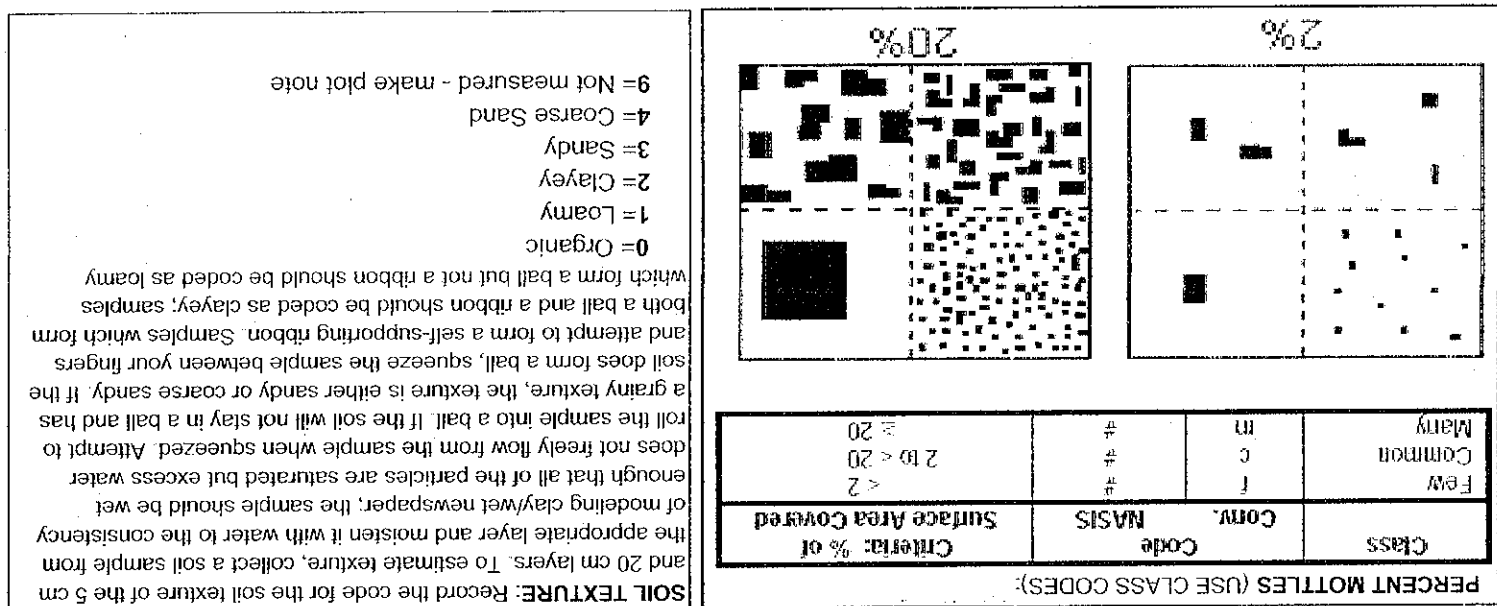 PERCENT MOTTLES (USE CLASS CODES):
Class Code Criteria: % of
Conv. NASIS Surface Area Covered
Few f # < 2
Common c # 2 to < 20
Many m # ≥ 20
2% 20%
SOIL TEXTURE: Record the code for the soil texture of the 5 cm
and 20 cm layers. To estimate texture, collect a soil sample from
the appropriate layer and moisten it with water to the consistency
of modeling clay/wet newspaper; the sample should be wet
enough that all of the particles are saturated but excess water
does not freely flow from the sample when squeezed. Attempt to
roll the sample into a ball. If the soil will not stay in a ball and has
a grainy texture, the texture is either sandy or coarse sandy. If the
soil does form a ball, squeeze the sample between your fingers
and attempt to form a self-supporting ribbon. Samples which form
both a ball and a ribbon should be coded as clayey; samples
which form a ball but not a ribbon should be coded as loamy
0= Organic
1= Loamy
2= Clayey
3= Sandy
4= Coarse Sand
9= Not measured - make plot note